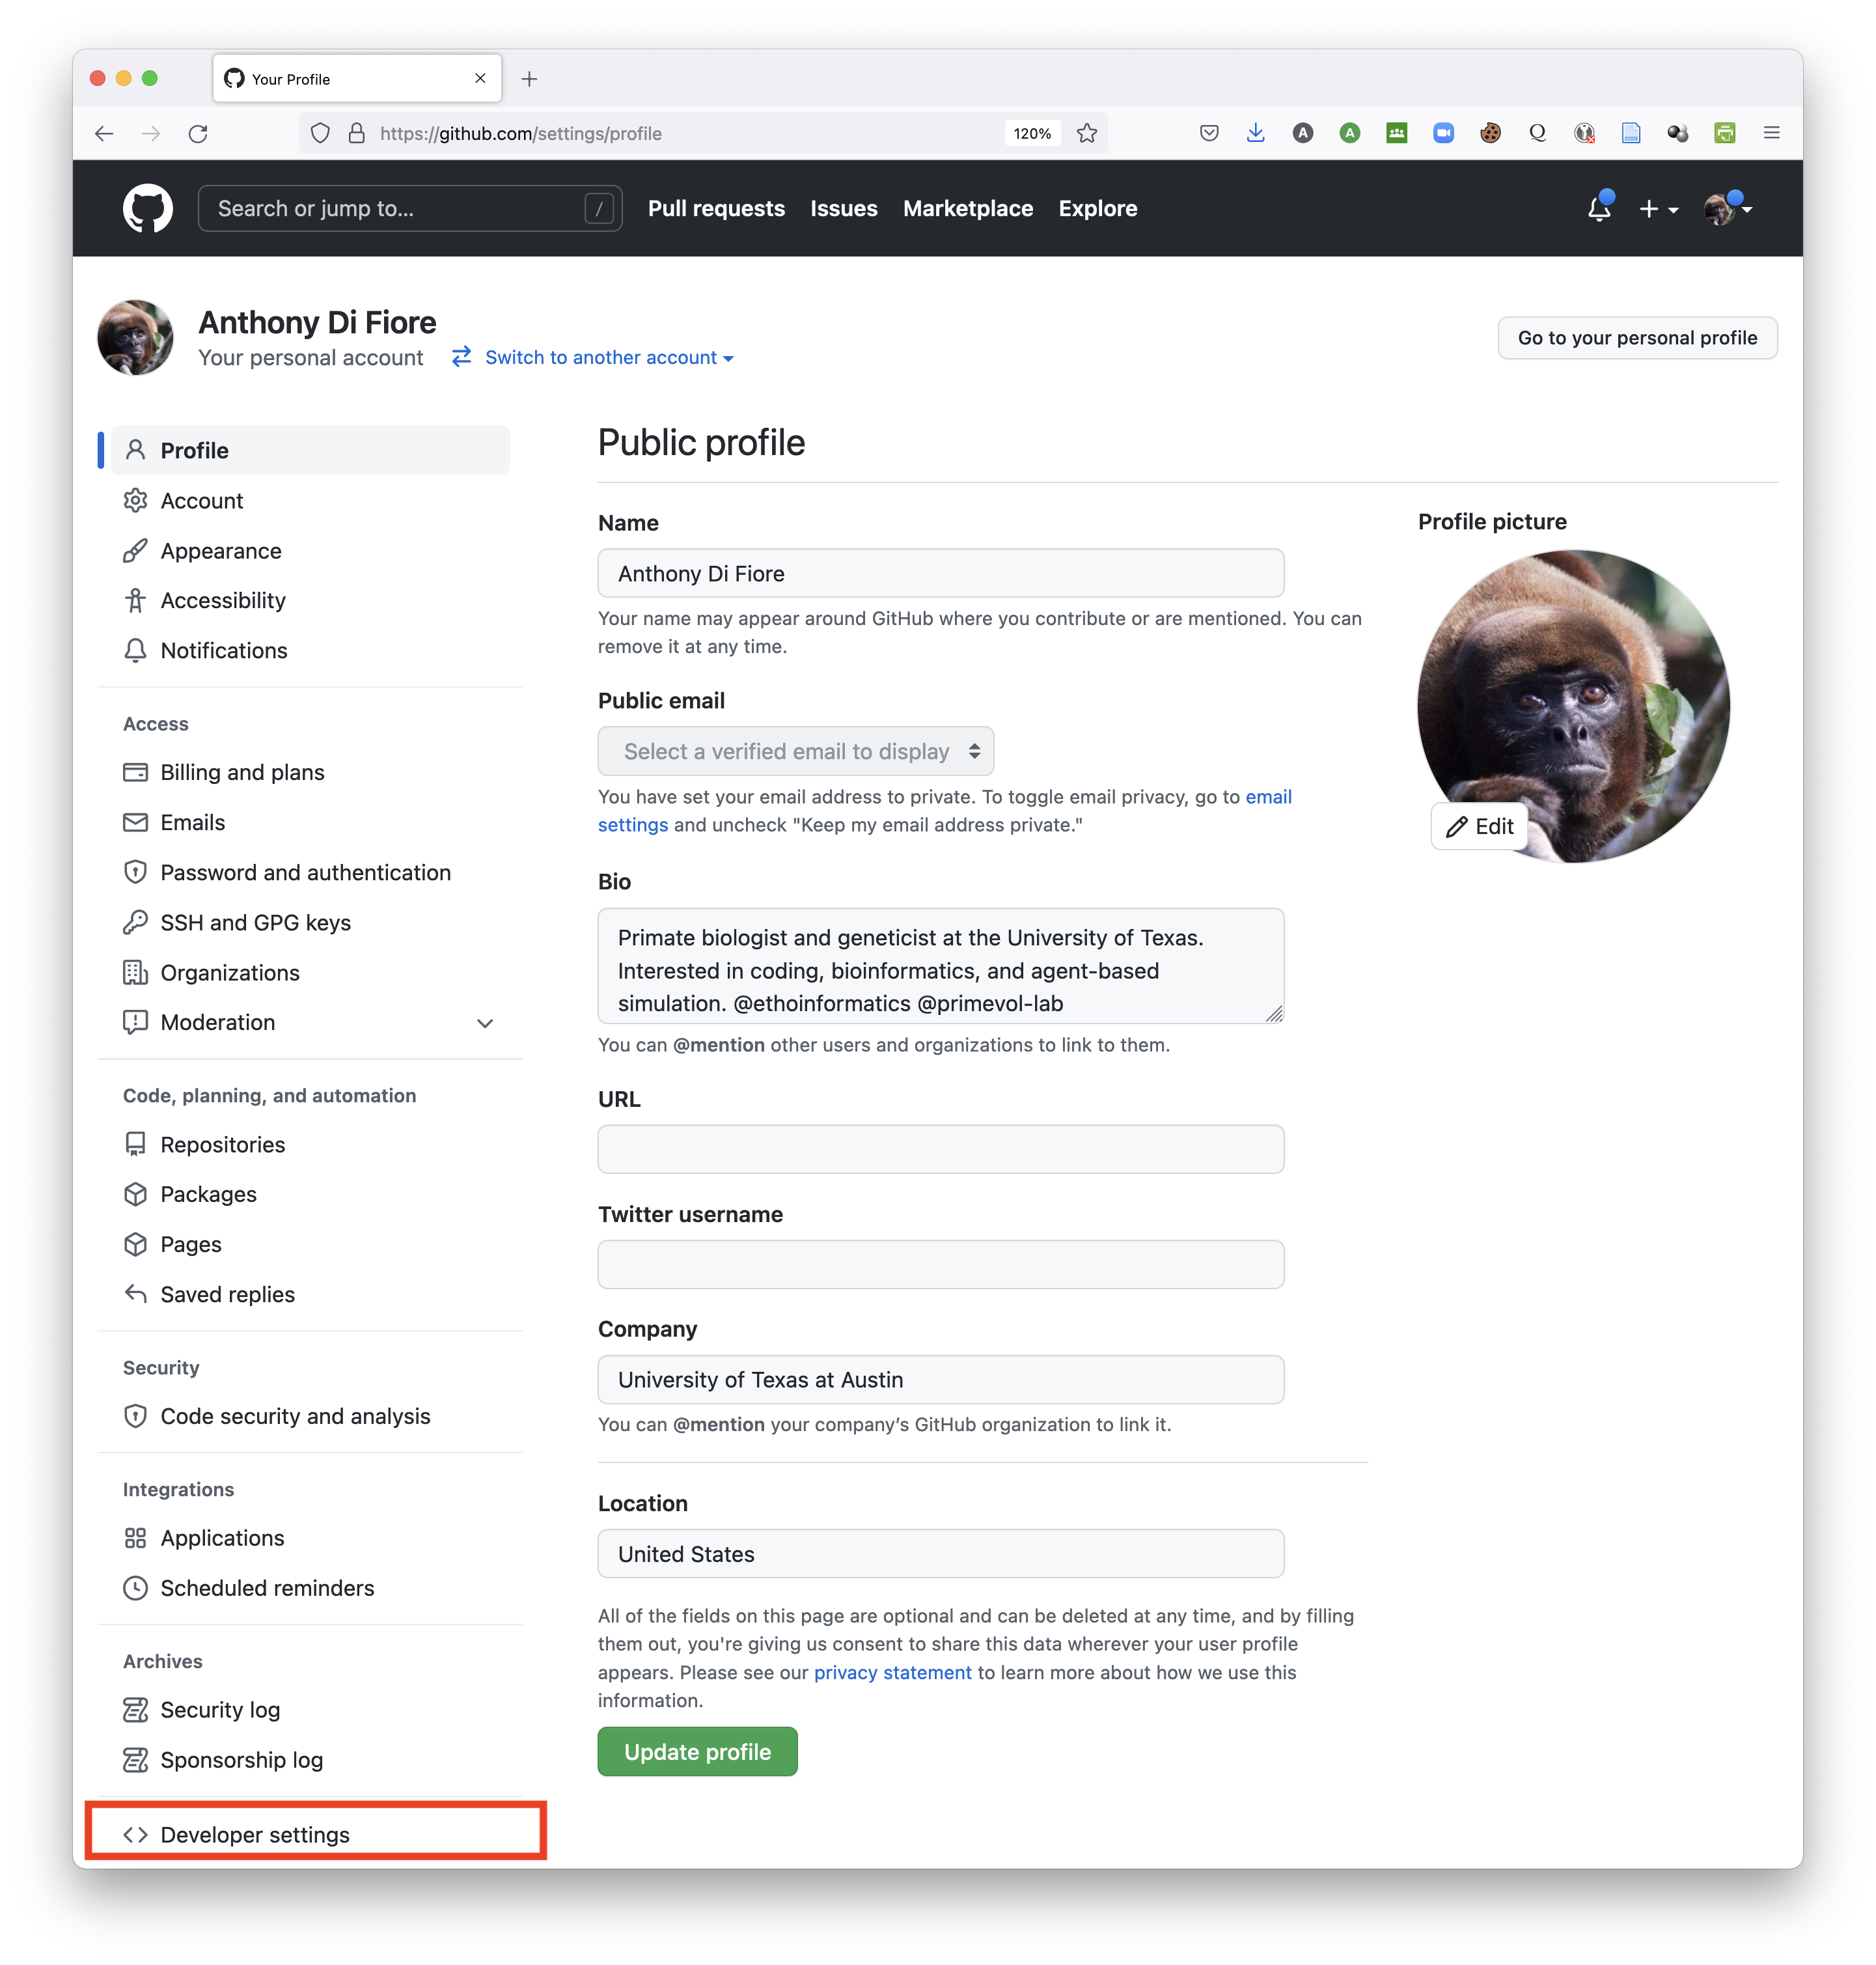 Your Profile
https://github.com/settings/profile
120%
A
A
Q
Search or jump to...
/
Pull requests
Issues
Marketplace
Explore
Anthony Di Fiore
Your personal account
Switch to another account
Go to your personal profile
Profile
Account
Appearance
Accessibility
Notifications
Access
Billing and plans
Emails
Password and authentication
SSH and GPG keys
Organizations
Moderation
Code, planning, and automation
Repositories
Packages
Pages
Saved replies
Security
Code security and analysis
Integrations
Applications
Scheduled reminders
Archives
Security log
Sponsorship log
Developer settings
Public profile
Name
Anthony Di Fiore
Your name may appear around GitHub where you contribute or are mentioned. You can
remove it at any time.
Public email
Select a verified email to display
You have set your email address to private. To toggle email privacy, go to email
settings and uncheck "Keep my email address private."
Bio
Primate biologist and geneticist at the University of Texas.
Interested in coding, bioinformatics, and agent-based
simulation. @ethoinformatics @primevol-lab
You can @mention other users and organizations to link to them.
URL
Twitter username
Company
University of Texas at Austin
You can @mention your company’s GitHub organization to link it.
Location
United States
All of the fields on this page are optional and can be deleted at any time, and by filling
them out, you're giving us consent to share this data wherever your user profile
appears. Please see our privacy statement to learn more about how we use this
information.
Update profile
Profile picture
Edit